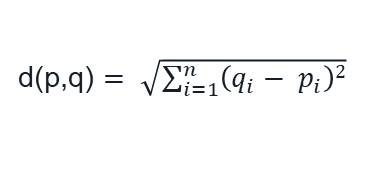 d(p,q) = √∑ⁿᵢ₌₁(qᵢ − pᵢ)²